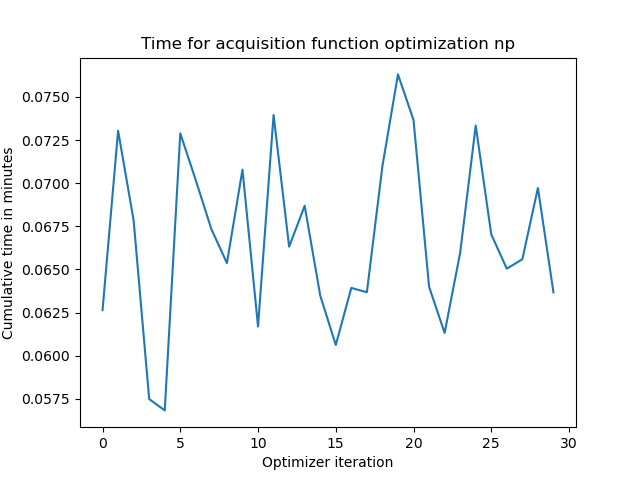 Time for acquisition function optimization np
Cumulative time in minutes
0.0750
0.0725
0.0700
0.0675
0.0650
0.0625
0.0600
0.0575
0 5 10 15 20 25 30
Optimizer iteration